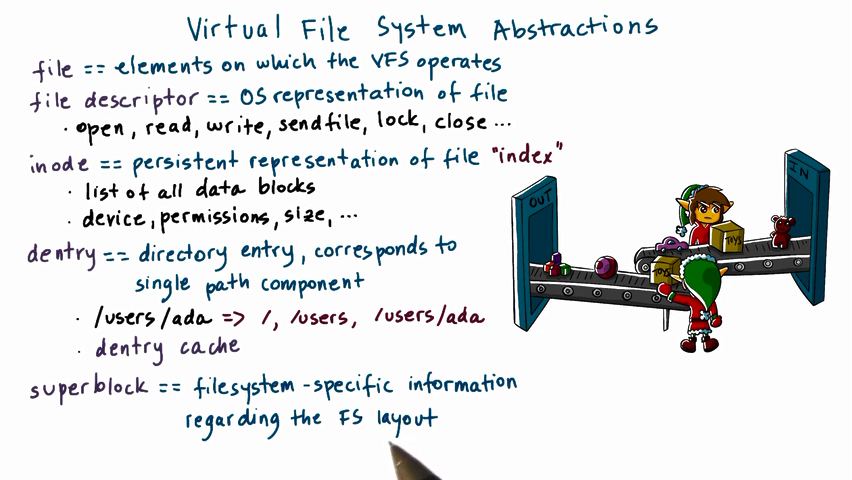 Virtual File System Abstractions
file == elements on which the VFS operates
file descriptor == OS representation of file
· open, read, write, sendfile, lock, close ...
inode == persistent representation of file "index"
· list of all data blocks
· device, permissions, size, ...
dentry == directory entry, corresponds to
single path component
· /users/ada => /, /users, /users/ada
· dentry cache
superblock == filesystem-specific information
regarding the FS layout
OUT
IN
TOYS
TOYS